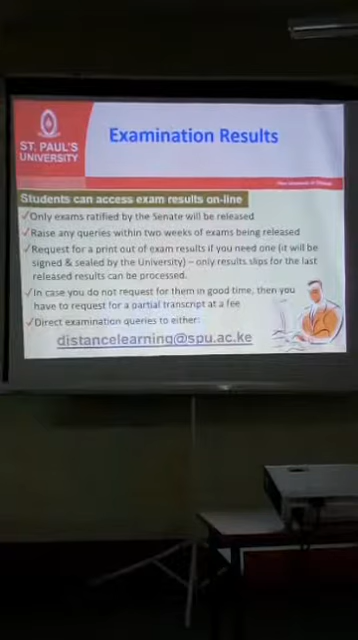 ST. PAUL'S
UNIVERSITY
Examination Results
Students can access exam results on-line
✓Only exams ratified by the Senate will be released
✓Raise any queries within two weeks of exams being released
✓Request for a print out of exam results if you need one (it will be
signed & sealed by the University) – only results slips for the last
released results can be processed.
✓In case you do not request for them in good time, then you
have to request for a partial transcript at a fee
✓Direct examination queries to either:
distancelearning@spu.ac.ke